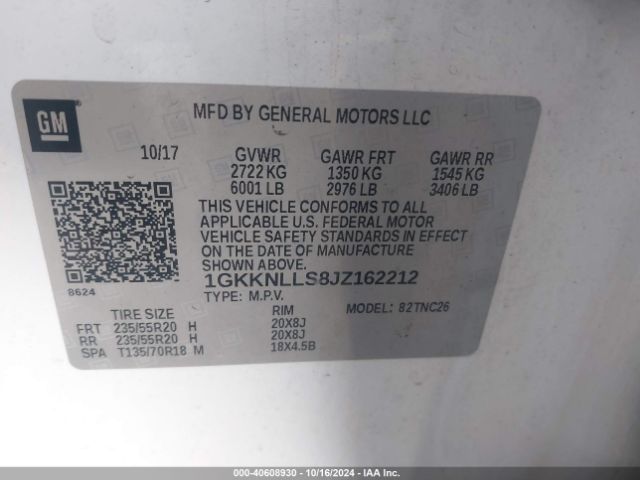 GM
MFD BY GENERAL MOTORS LLC
10/17 GVWR GAWR FRT GAWR RR
2722 KG 1350 KG 1545 KG
6001 LB 2976 LB 3406 LB
THIS VEHICLE CONFORMS TO ALL
APPLICABLE U.S. FEDERAL MOTOR
VEHICLE SAFETY STANDARDS IN EFFECT
ON THE DATE OF MANUFACTURE
SHOWN ABOVE.
1GKKNLLS8JZ162212
8624
TYPE: M.P.V. MODEL: 82TNC26
TIRE SIZE RIM
FRT 235/55R20 H 20X8J
RR 235/55R20 H 20X8J
SPA T135/70R18 M 18X4.5B
000-40608930 - 10/16/2024 - IAA Inc.